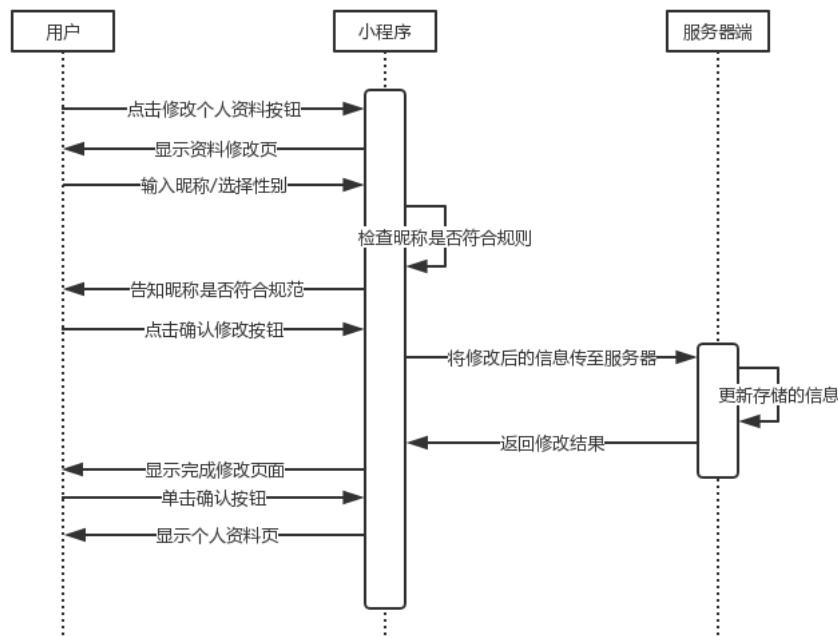 用户
小程序
服务器端
点击修改个人资料按钮
显示资料修改页
输入昵称/选择性别
检查昵称是否符合规则
告知昵称是否符合规范
点击确认修改按钮
将修改后的信息传至服务器
更新存储的信息
返回修改结果
显示完成修改页面
单击确认按钮
显示个人资料页